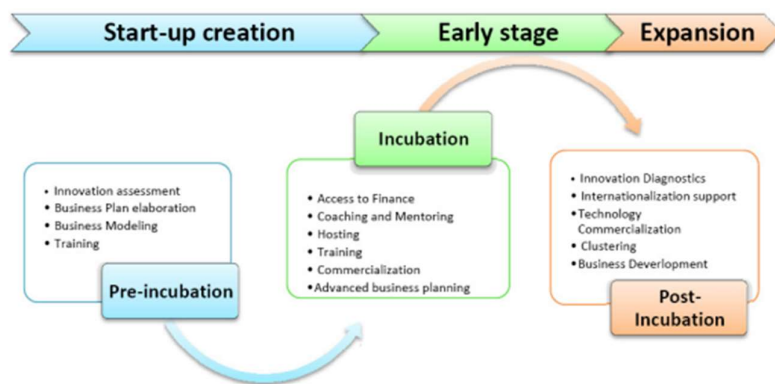 Start-up creation
Early stage
Expansion
• Innovation assessment
• Business Plan elaboration
• Business Modeling
• Training
Pre-incubation
Incubation
• Access to Finance
• Coaching and Mentoring
• Hosting
• Training
• Commercialization
• Advanced business planning
• Innovation Diagnostics
• Internationalization support
• Technology
Commercialization
• Clustering
• Business Development
Post-
Incubation